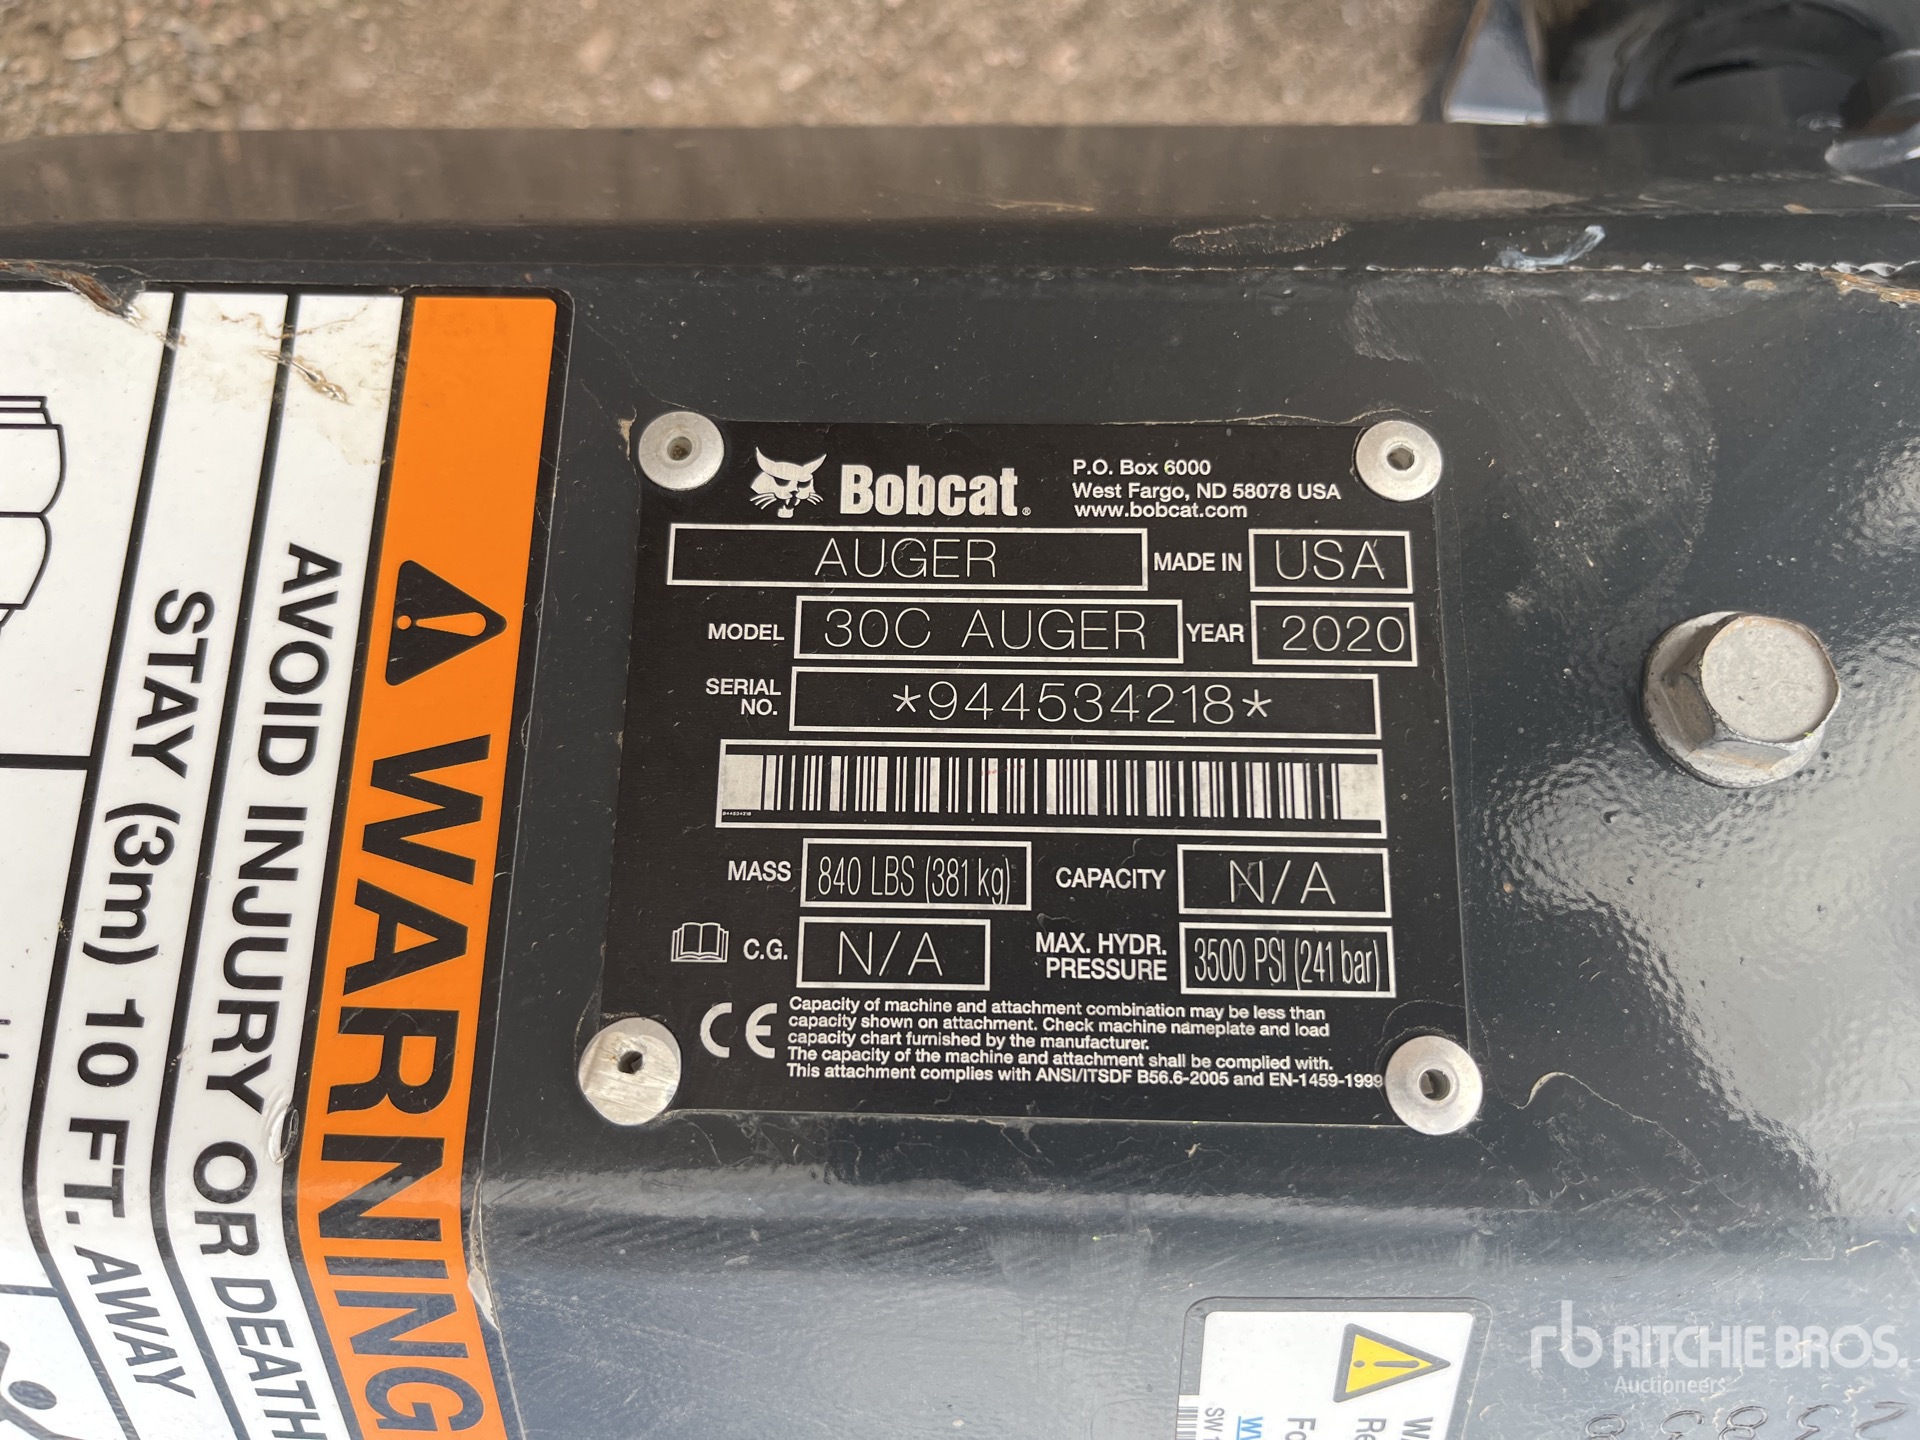 Bobcat®
P.O. Box 6000
West Fargo, ND 58078 USA
www.bobcat.com
AUGER MADE IN USA
MODEL 30C AUGER YEAR 2020
SERIAL NO. *944534218*
944534218
MASS 840 LBS (381 kg) CAPACITY N/A
C.G. N/A MAX. HYDR. PRESSURE 3500 PSI (241 bar)
CE
Capacity of machine and attachment combination may be less than
capacity shown on attachment. Check machine nameplate and load
capacity chart furnished by the manufacturer.
The capacity of the machine and attachment shall be complied with.
This attachment complies with ANSI/ITSDF B56.6-2005 and EN-1459-1999
WARNING
AVOID INJURY OR DEATH
STAY (3m) 10 FT. AWAY
rb RITCHIE BROS.
Auctioneers